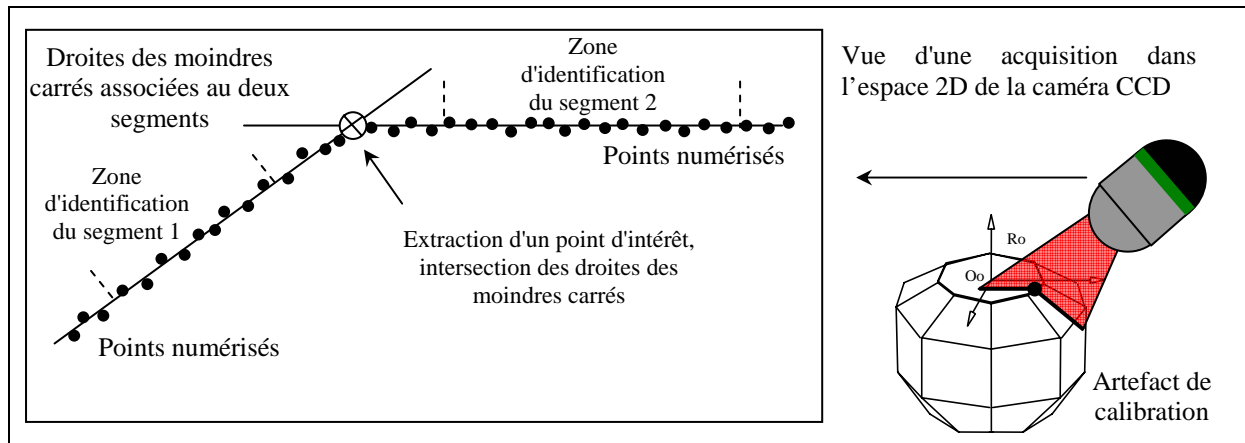 Droites des moindres
carrés associées au deux
segments
Zone
d'identification
du segment 2
Points numérisés
Zone
d'identification
du segment 1
Extraction d'un point d'intérêt,
intersection des droites des
moindres carrés
Points numérisés
Vue d'une acquisition dans
l'espace 2D de la caméra CCD
Ro
Oo
Artefact de
calibration